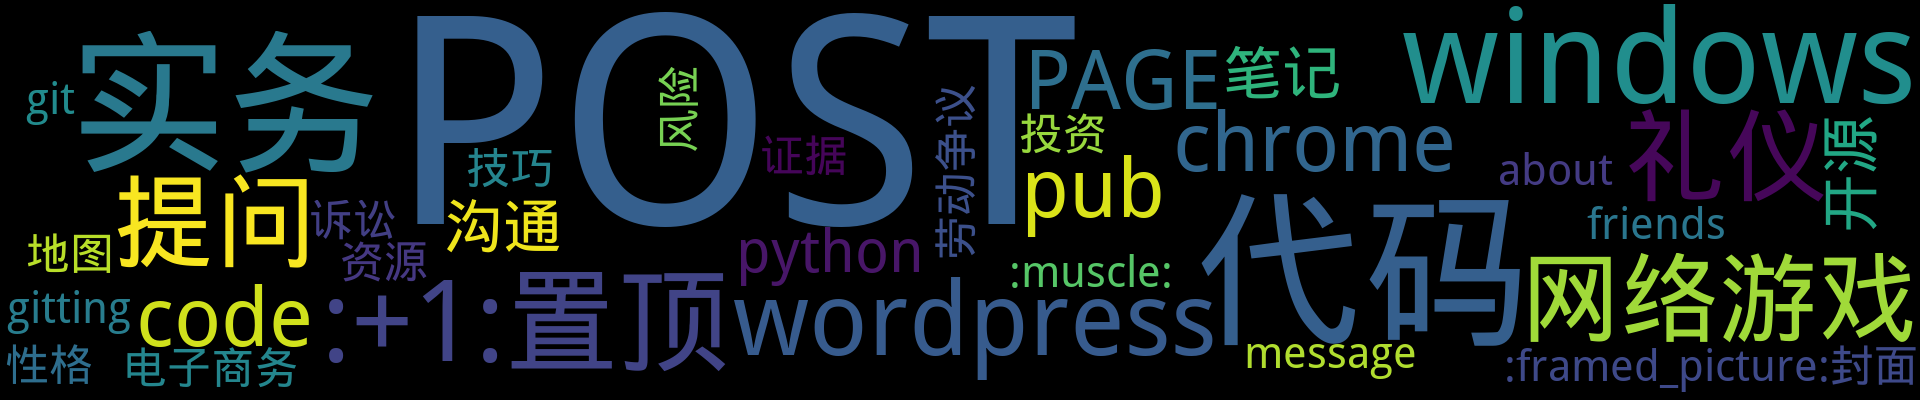 实务
POST
windows
git
风险
PAGE
笔记
劳动争议
投资
chrome
礼仪
开源
技巧
证据
about
提问
沟通
pub
代码
诉讼
friends
地图
资源
python
:muscle:
网络游戏
gitting
code
:+1:置顶
wordpress
message
性格
电子商务
:framed_picture:封面